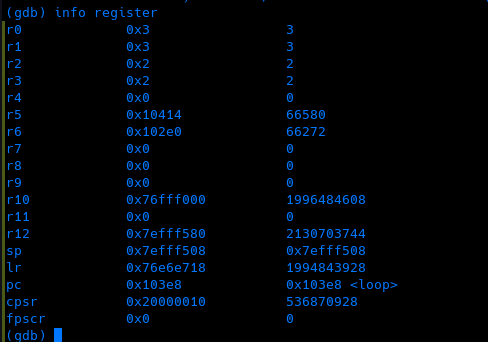 (gdb) info register
r0 0x3 3
r1 0x3 3
r2 0x2 2
r3 0x2 2
r4 0x0 0
r5 0x10414 66580
r6 0x102e0 66272
r7 0x0 0
r8 0x0 0
r9 0x0 0
r10 0x76fff000 1996484608
r11 0x0 0
r12 0x7efff580 2130703744
sp 0x7efff508 0x7efff508
lr 0x76e6e718 1994843928
pc 0x103e8 0x103e8 <loop>
cpsr 0x20000010 536870928
fpscr 0x0 0
(gdb)